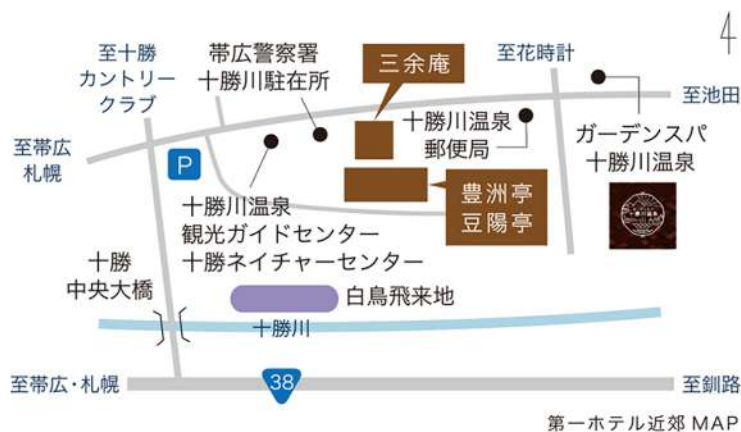 4
至十勝
カントリー
クラブ
帯広警察署
十勝川駐在所
三余庵
至花時計
至池田
至帯広
札幌
P
十勝川温泉
郵便局
ガーデンスパ
十勝川温泉
十勝川温泉
観光ガイドセンター
十勝ネイチャーセンター
豊洲亭
豆陽亭
十勝
中央大橋
白鳥飛来地
十勝川
至帯広・札幌
38
至釧路
第一ホテル近郊 MAP